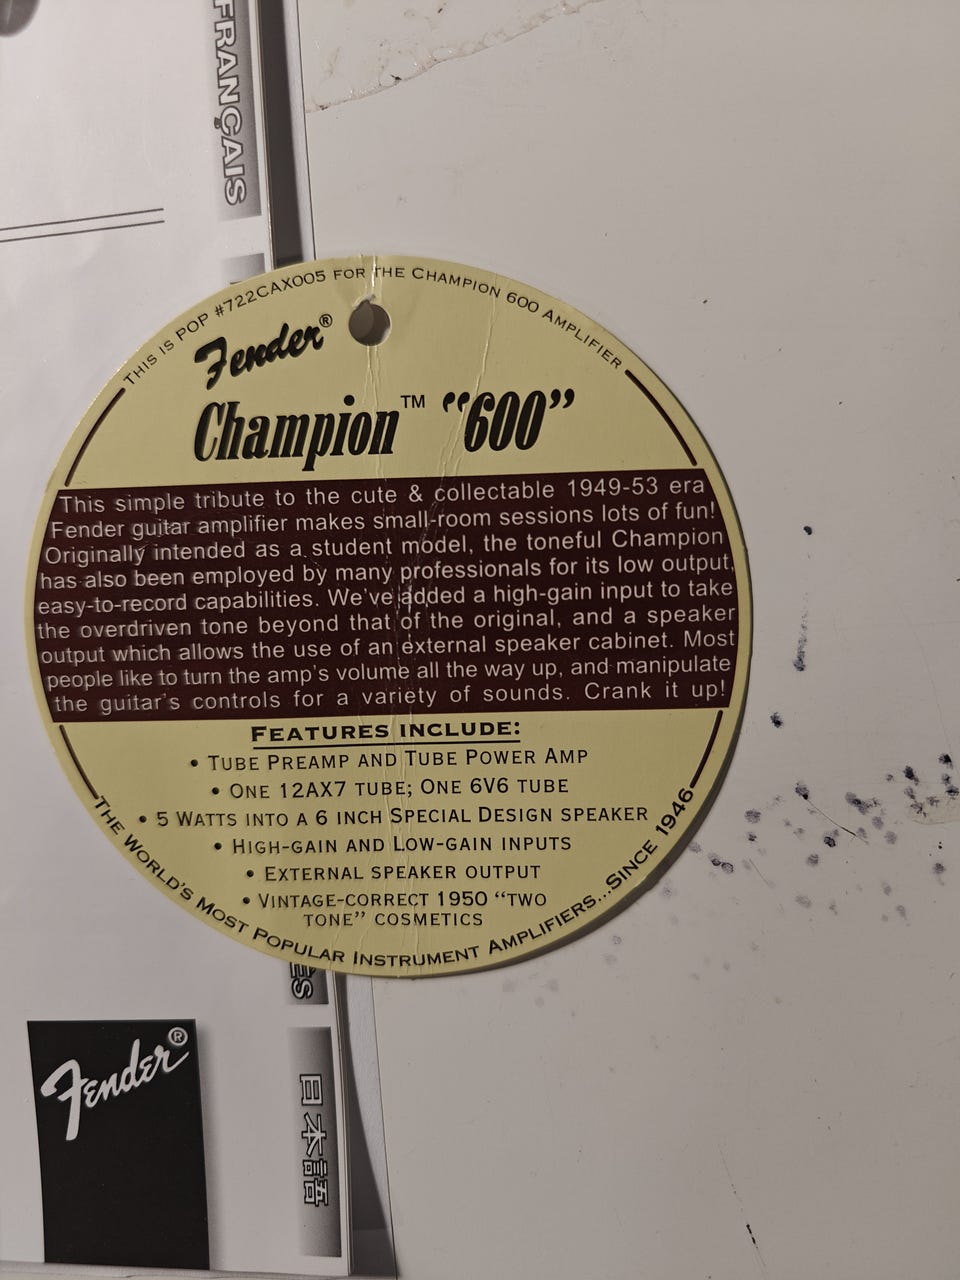 FRANÇAIS
THIS IS POP #722CAX005 FOR THE CHAMPION 600 AMPLIFIER
Fender®
Champion™ “600”
This simple tribute to the cute & collectable 1949-53 era
Fender guitar amplifier makes small-room sessions lots of fun!
Originally intended as a student model, the toneful Champion
has also been employed by many professionals for its low output,
easy-to-record capabilities. We've added a high-gain input to take
the overdriven tone beyond that of the original, and a speaker
output which allows the use of an external speaker cabinet. Most
people like to turn the amp's volume all the way up, and manipulate
the guitar's controls for a variety of sounds. Crank it up!
FEATURES INCLUDE:
• TUBE PREAMP AND TUBE POWER AMP
• ONE 12AX7 TUBE; ONE 6V6 TUBE
• 5 WATTS INTO A 6 INCH SPECIAL DESIGN SPEAKER
• HIGH-GAIN AND LOW-GAIN INPUTS
• EXTERNAL SPEAKER OUTPUT
• VINTAGE-CORRECT 1950 “TWO
TONE” COSMETICS
THE WORLD'S MOST POPULAR INSTRUMENT AMPLIFIERS...SINCE 1946
Fender®
日本語